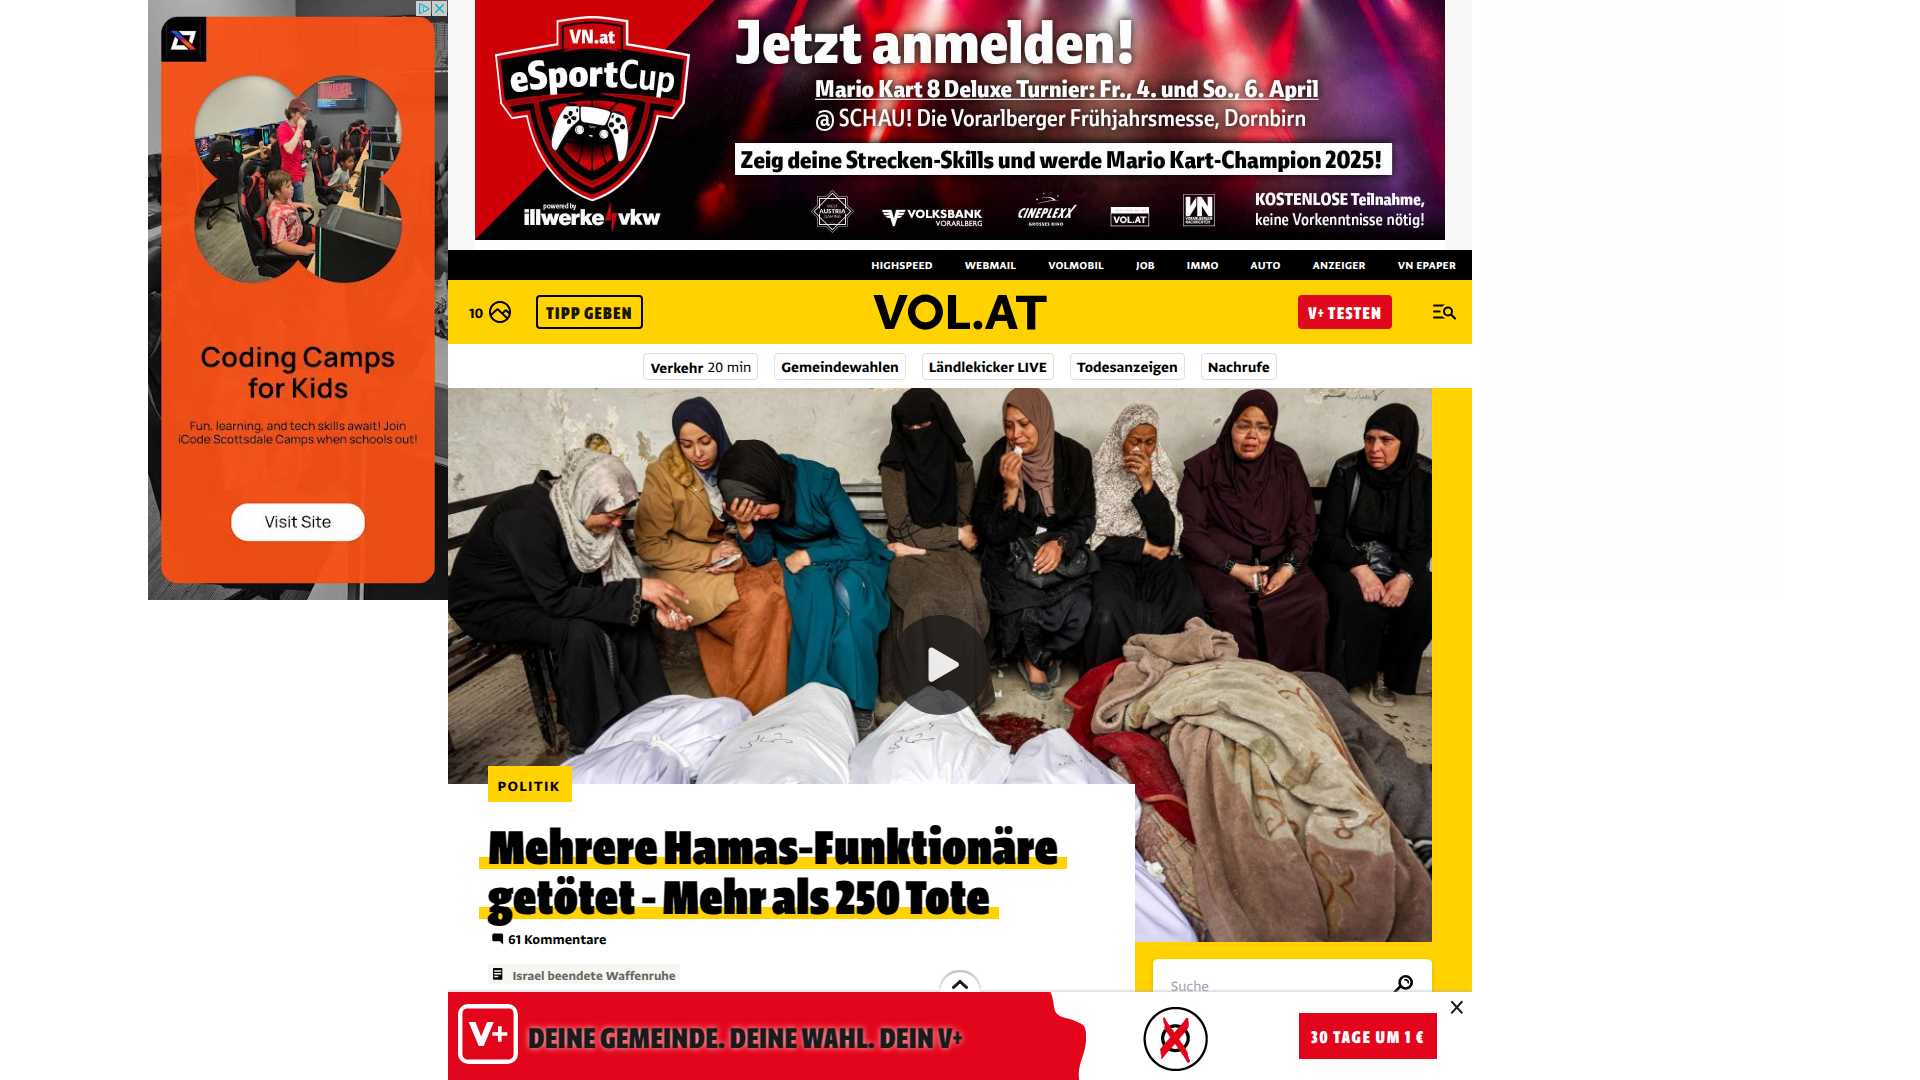 Coding Camps
for Kids
Fun, learning, and tech skills await! Join
iCode Scottsdale Camps when schools out!
Visit Site
VN.at
eSportCup
powered by
illwerke vkw
Jetzt anmelden!
Mario Kart 8 Deluxe Turnier: Fr., 4. und So., 6. April
@ SCHAU! Die Vorarlberger Frühjahrsmesse, Dornbirn
Zeig deine Strecken-Skills und werde Mario Kart-Champion 2025!
AUSTRIA
VOLKSBANK
VORARLBERG
CINEPLEXX
VOL.AT
VN
KOSTENLOSE Teilnahme,
keine Vorkenntnisse nötig!
HIGHSPEED WEBMAIL VOLMOBIL JOB IMMO AUTO ANZEIGER VN EPAPER
10 TIPP GEBEN VOL.AT V+ TESTEN
Verkehr 20 min Gemeindewahlen Ländlekicker LIVE Todesanzeigen Nachrufe
POLITIK
Mehrere Hamas-Funktionäre
getötet - Mehr als 250 Tote
61 Kommentare
Israel beendete Waffenruhe
Suche
V+ DEINE GEMEINDE. DEINE WAHL. DEIN V+
30 TAGE UM 1 €